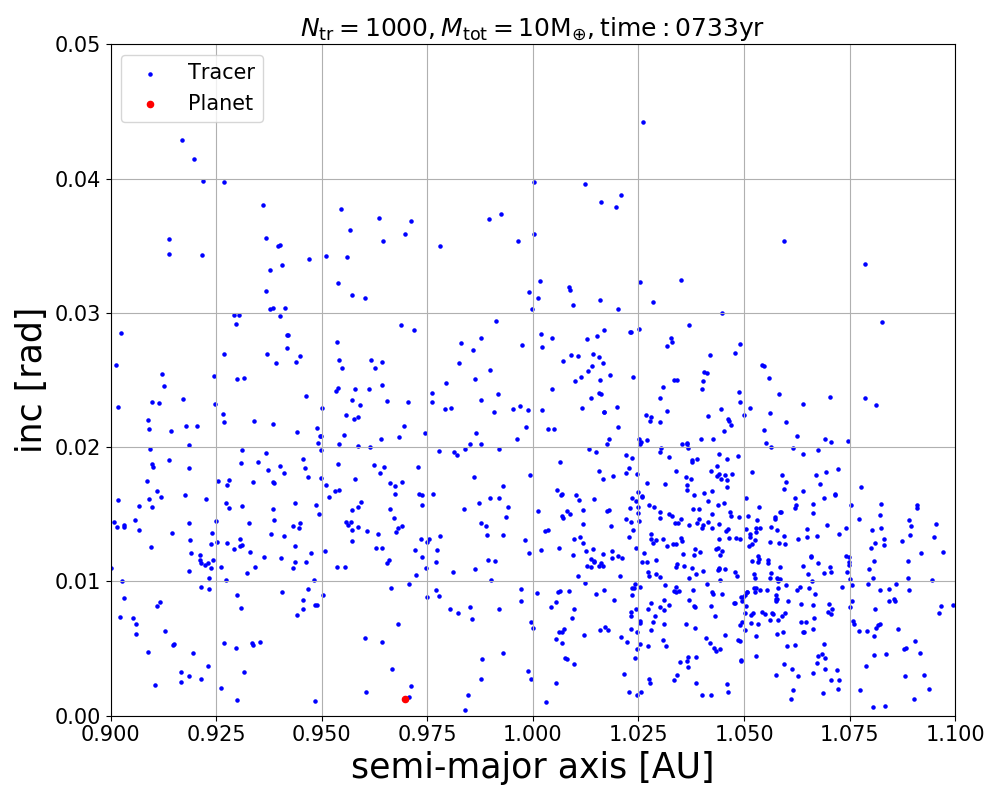 N_tr = 1000, M_tot = 10M_⊕, time : 0733yr
0.05
Tracer
Planet
0.04
0.03
0.02
0.01
0.00
inc [rad]
0.900 0.925 0.950 0.975 1.000 1.025 1.050 1.075 1.100
semi-major axis [AU]